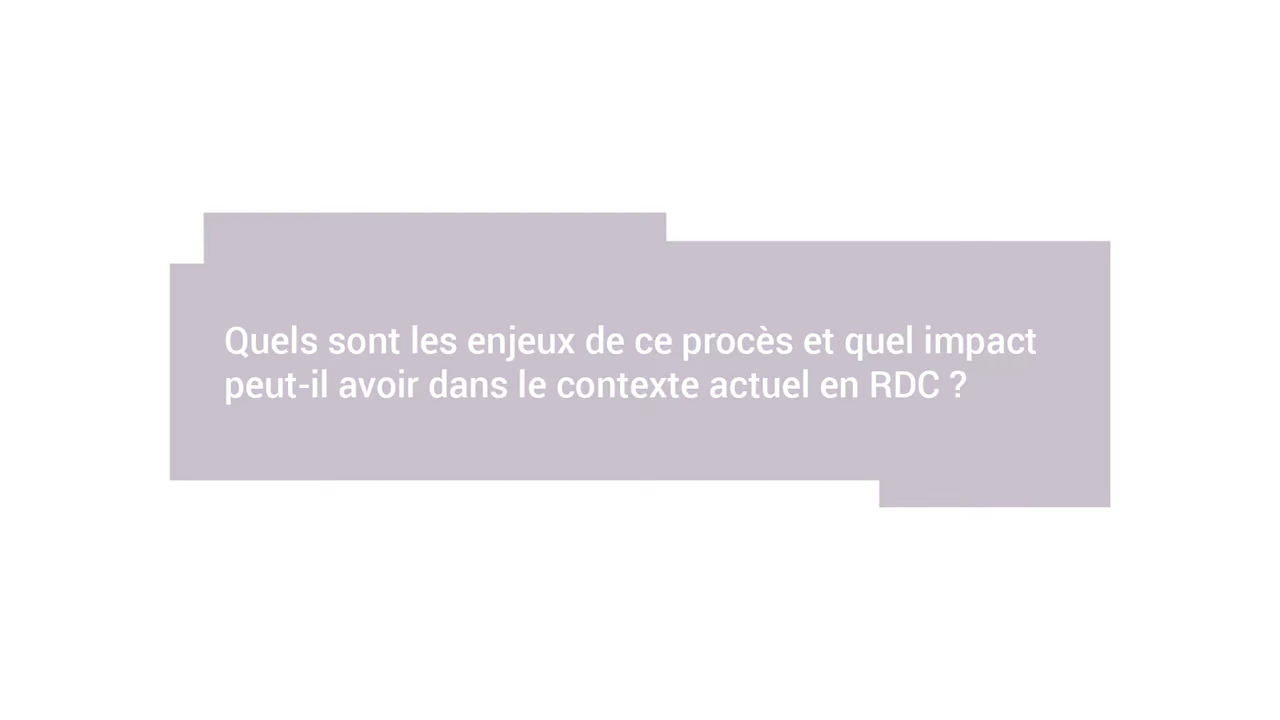 Quels sont les enjeux de ce procès et quel impact
peut-il avoir dans le contexte actuel en RDC ?